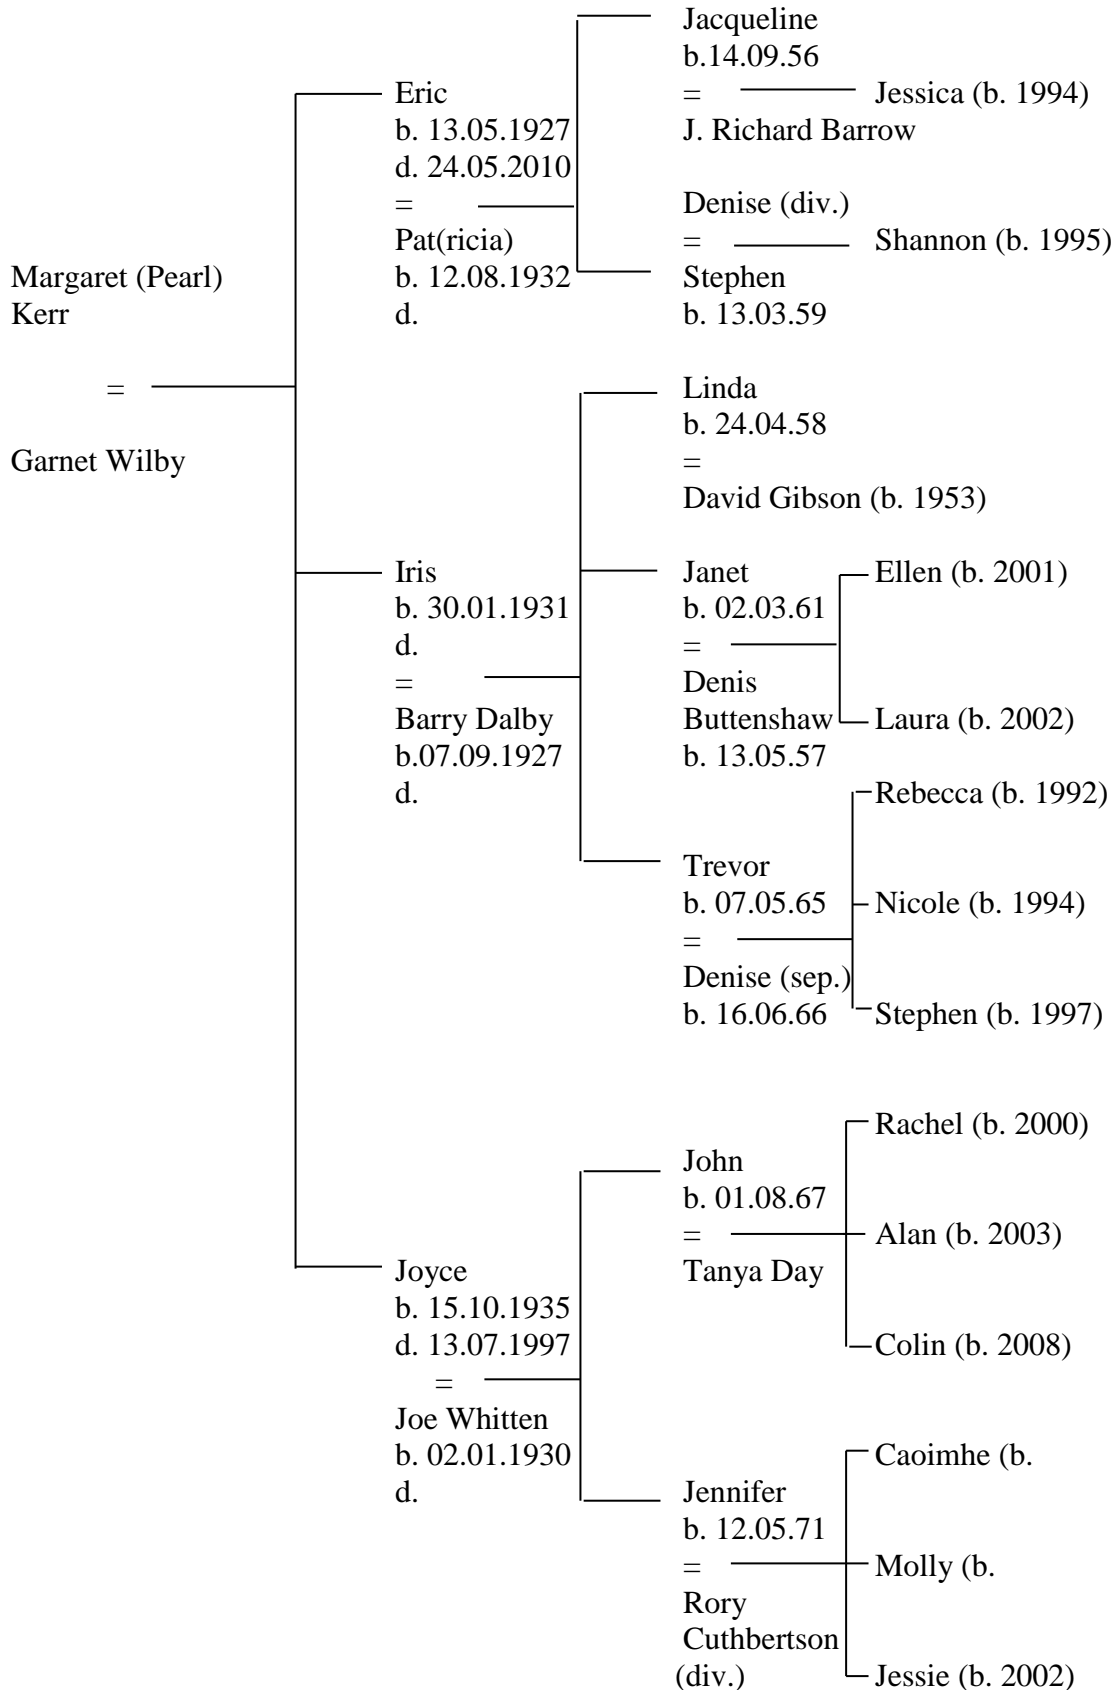 Margaret (Pearl)
Kerr
=
Garnet Wilby
Eric
b. 13.05.1927
d. 24.05.2010
=
Pat(ricia)
b. 12.08.1932
d.
Jacqueline
b.14.09.56
=
J. Richard Barrow
Jessica (b. 1994)
Denise (div.)
=
Stephen
b. 13.03.59
Shannon (b. 1995)
Iris
b. 30.01.1931
d.
=
Barry Dalby
b.07.09.1927
d.
Linda
b. 24.04.58
=
David Gibson (b. 1953)
Janet
b. 02.03.61
=
Denis
Buttenshaw
b. 13.05.57
Ellen (b. 2001)
Laura (b. 2002)
Trevor
b. 07.05.65
=
Denise (sep.)
b. 16.06.66
Rebecca (b. 1992)
Nicole (b. 1994)
Stephen (b. 1997)
Joyce
b. 15.10.1935
d. 13.07.1997
=
Joe Whitten
b. 02.01.1930
d.
John
b. 01.08.67
=
Tanya Day
Rachel (b. 2000)
Alan (b. 2003)
Colin (b. 2008)
Jennifer
b. 12.05.71
=
Rory
Cuthbertson
(div.)
Caoimhe (b.
Molly (b.
Jessie (b. 2002)